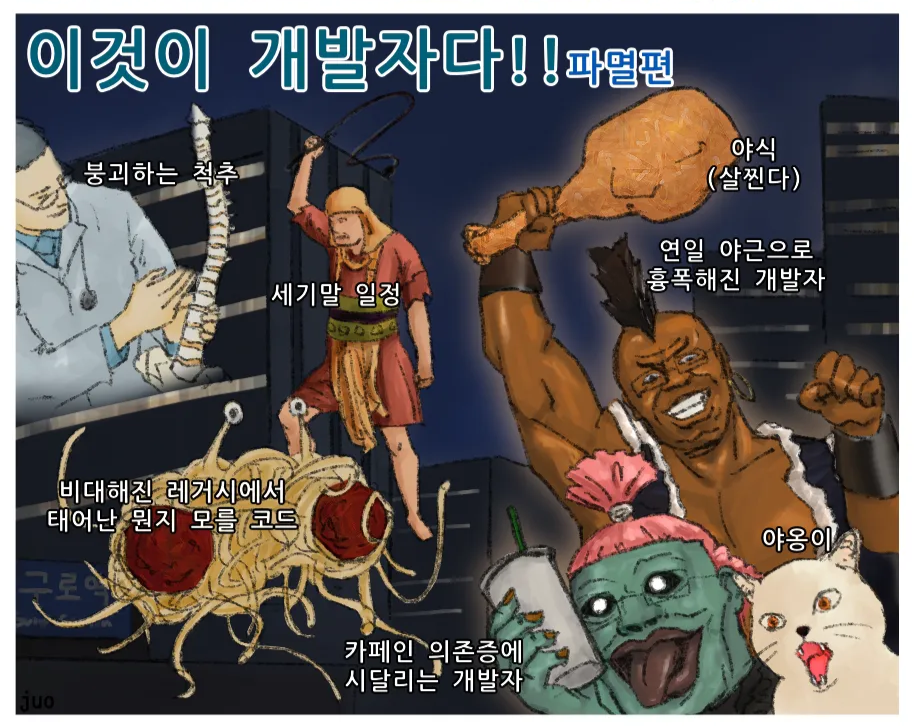 이것이 개발자다!!파멸편
붕괴하는 척추
야식
(살찐다)
세기말 일정
연일 야근으로
흉폭해진 개발자
비대해진 레거시에서
태어난 뭔지 모를 코드
야옹이
구로역
카페인 의존증에
시달리는 개발자
juo